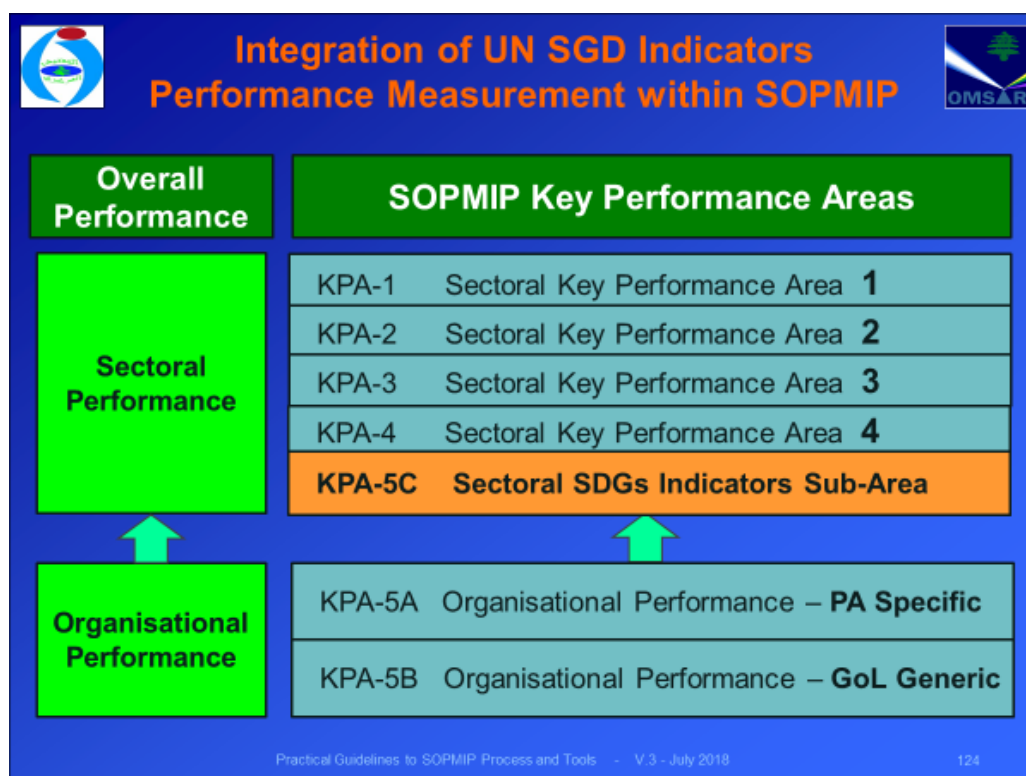 Integration of UN SGD Indicators
Performance Measurement within SOPMIP
OMSAR
Overall
Performance
SOPMIP Key Performance Areas
Sectoral
Performance
KPA-1 Sectoral Key Performance Area 1
KPA-2 Sectoral Key Performance Area 2
KPA-3 Sectoral Key Performance Area 3
KPA-4 Sectoral Key Performance Area 4
KPA-5C Sectoral SDGs Indicators Sub-Area
Organisational
Performance
KPA-5A Organisational Performance – PA Specific
KPA-5B Organisational Performance – GoL Generic
Practical Guidelines to SOPMIP Process and Tools - V.3 - July 2018
124